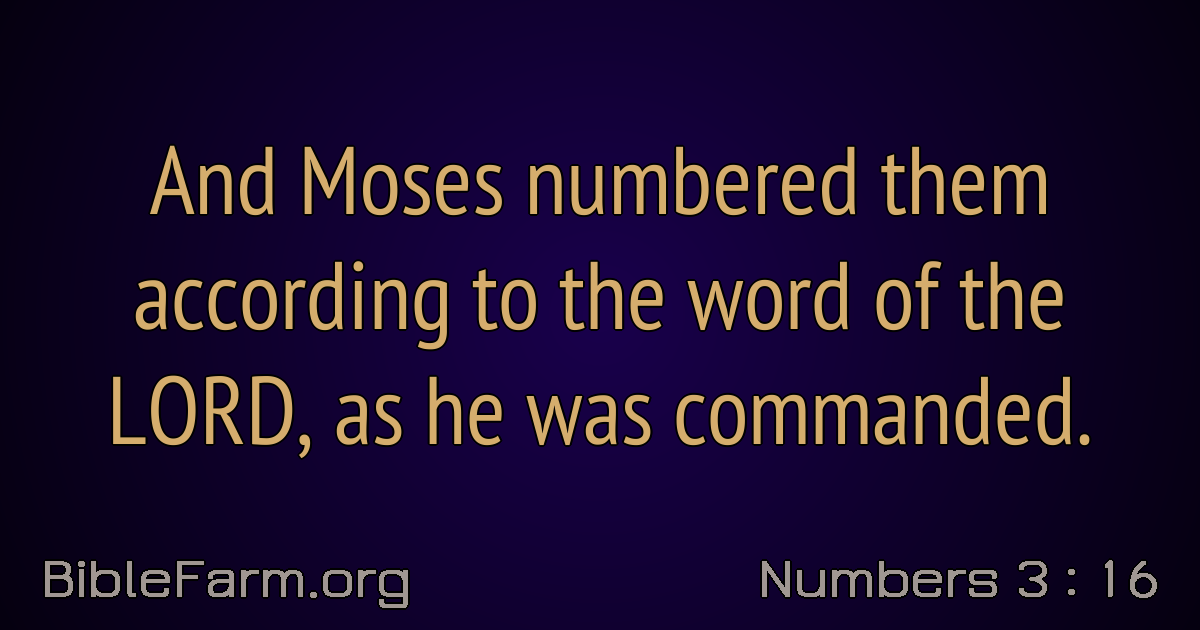 And Moses numbered them
according to the word of the
LORD, as he was commanded.
BibleFarm.org
Numbers 3 : 16